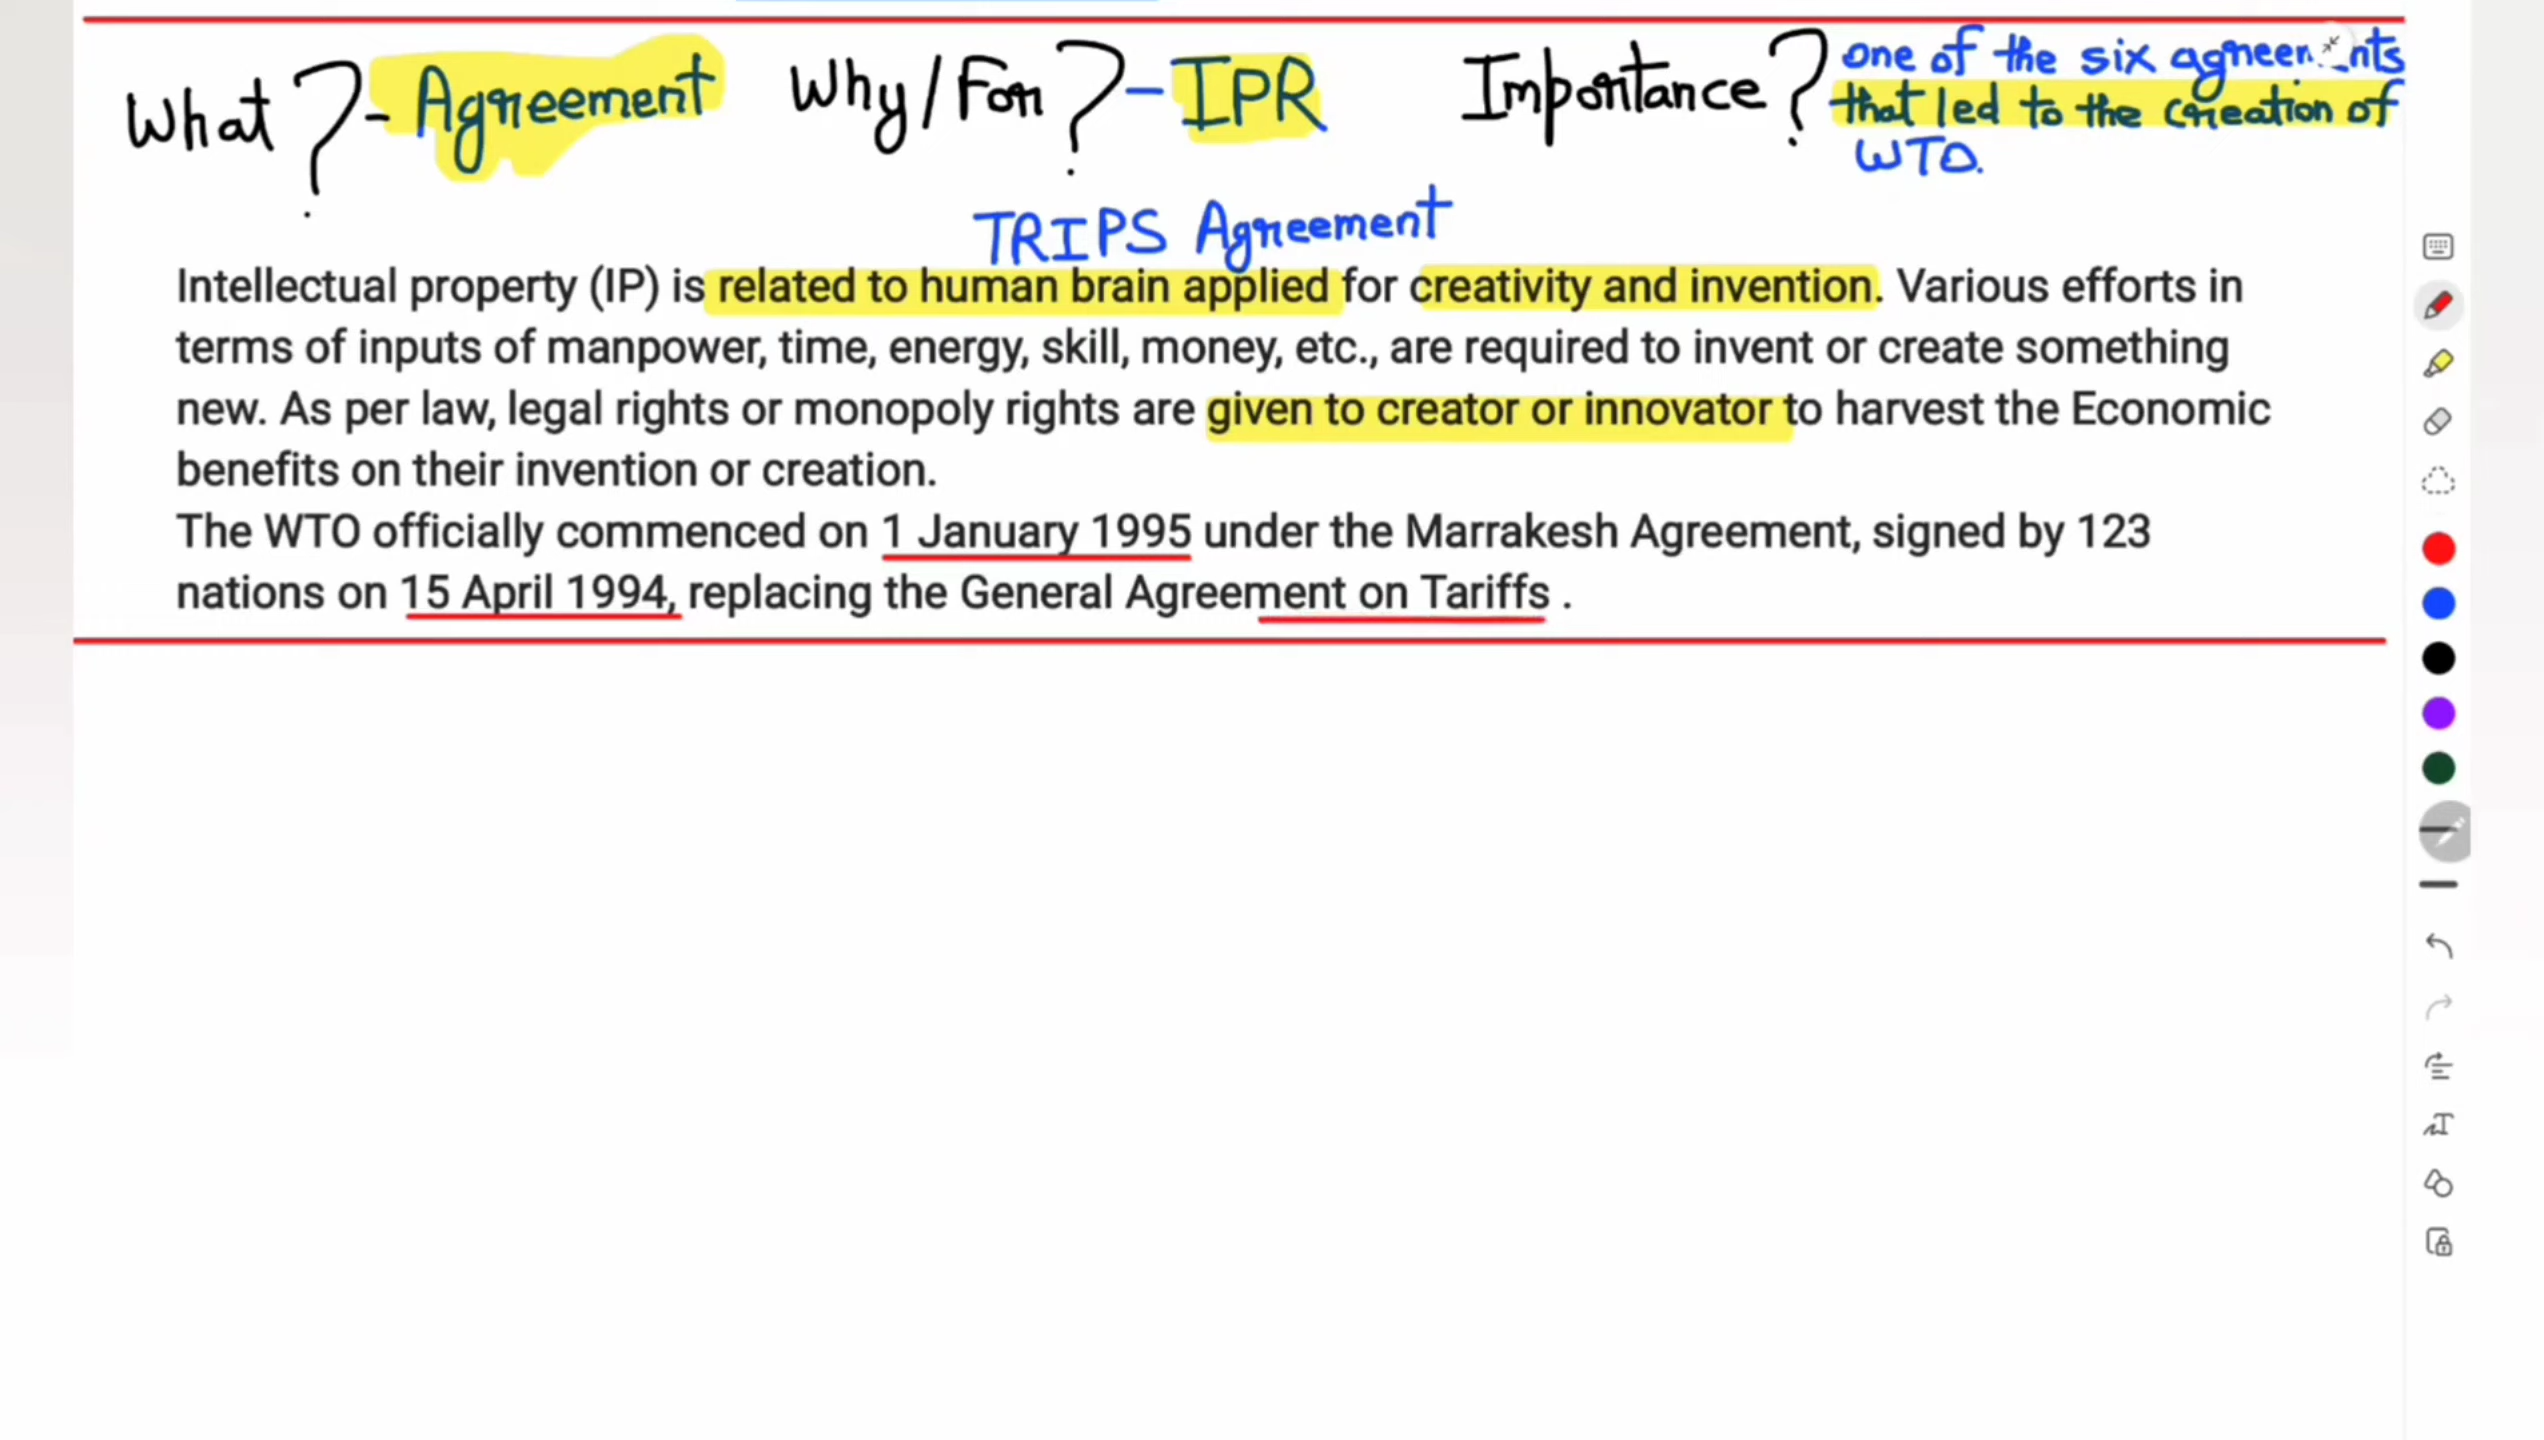 What? - Agreement Why/For? - IPR Importance? one of the six agreements
that led to the creation of
WTO.
TRIPS Agreement
Intellectual property (IP) is related to human brain applied for creativity and invention. Various efforts in
terms of inputs of manpower, time, energy, skill, money, etc., are required to invent or create something
new. As per law, legal rights or monopoly rights are given to creator or innovator to harvest the Economic
benefits on their invention or creation.
The WTO officially commenced on 1 January 1995 under the Marrakesh Agreement, signed by 123
nations on 15 April 1994, replacing the General Agreement on Tariffs .